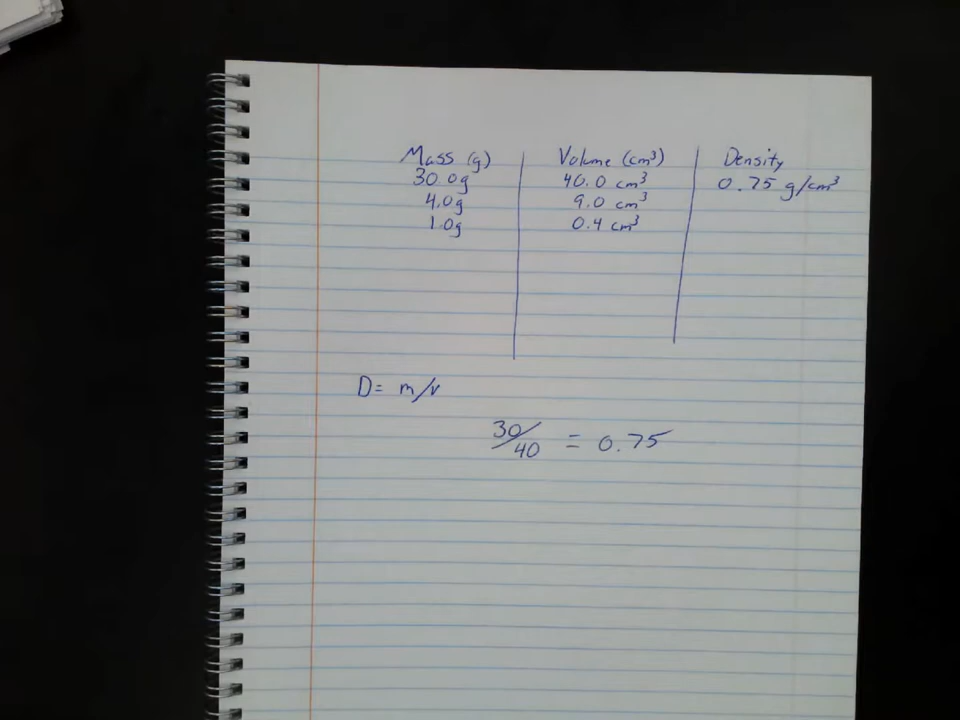 Mass (g) Volume (cm³) Density
30.0g 40.0 cm³ 0.75 g/cm³
4.0g 9.0 cm³
1.0g 0.4 cm³
D= m/v
30/40 = 0.75